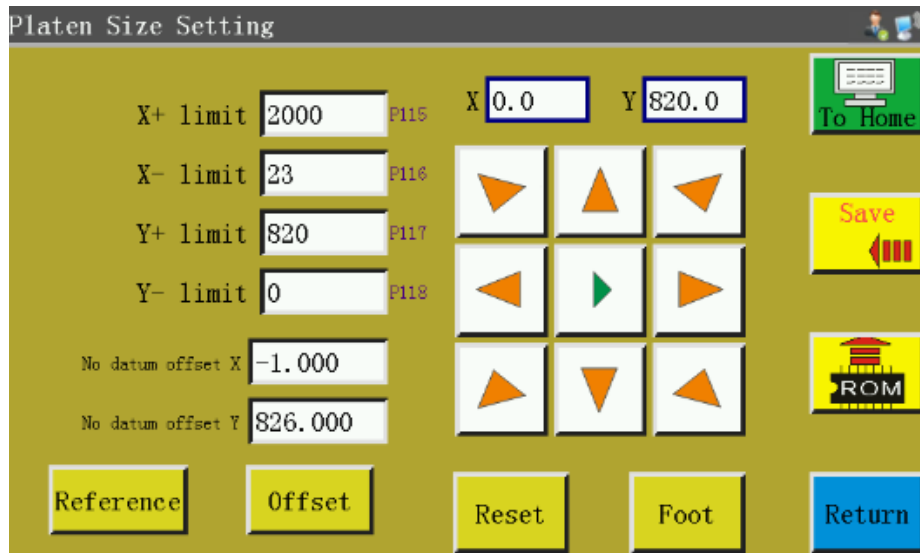 Platen Size Setting
X+ limit 2000 P115
X- limit 23 P116
Y+ limit 820 P117
Y- limit 0 P118
No datum offset X -1.000
No datum offset Y 826.000
X 0.0 Y 820.0
To Home
Save
ROM
Reference Offset Reset Foot Return